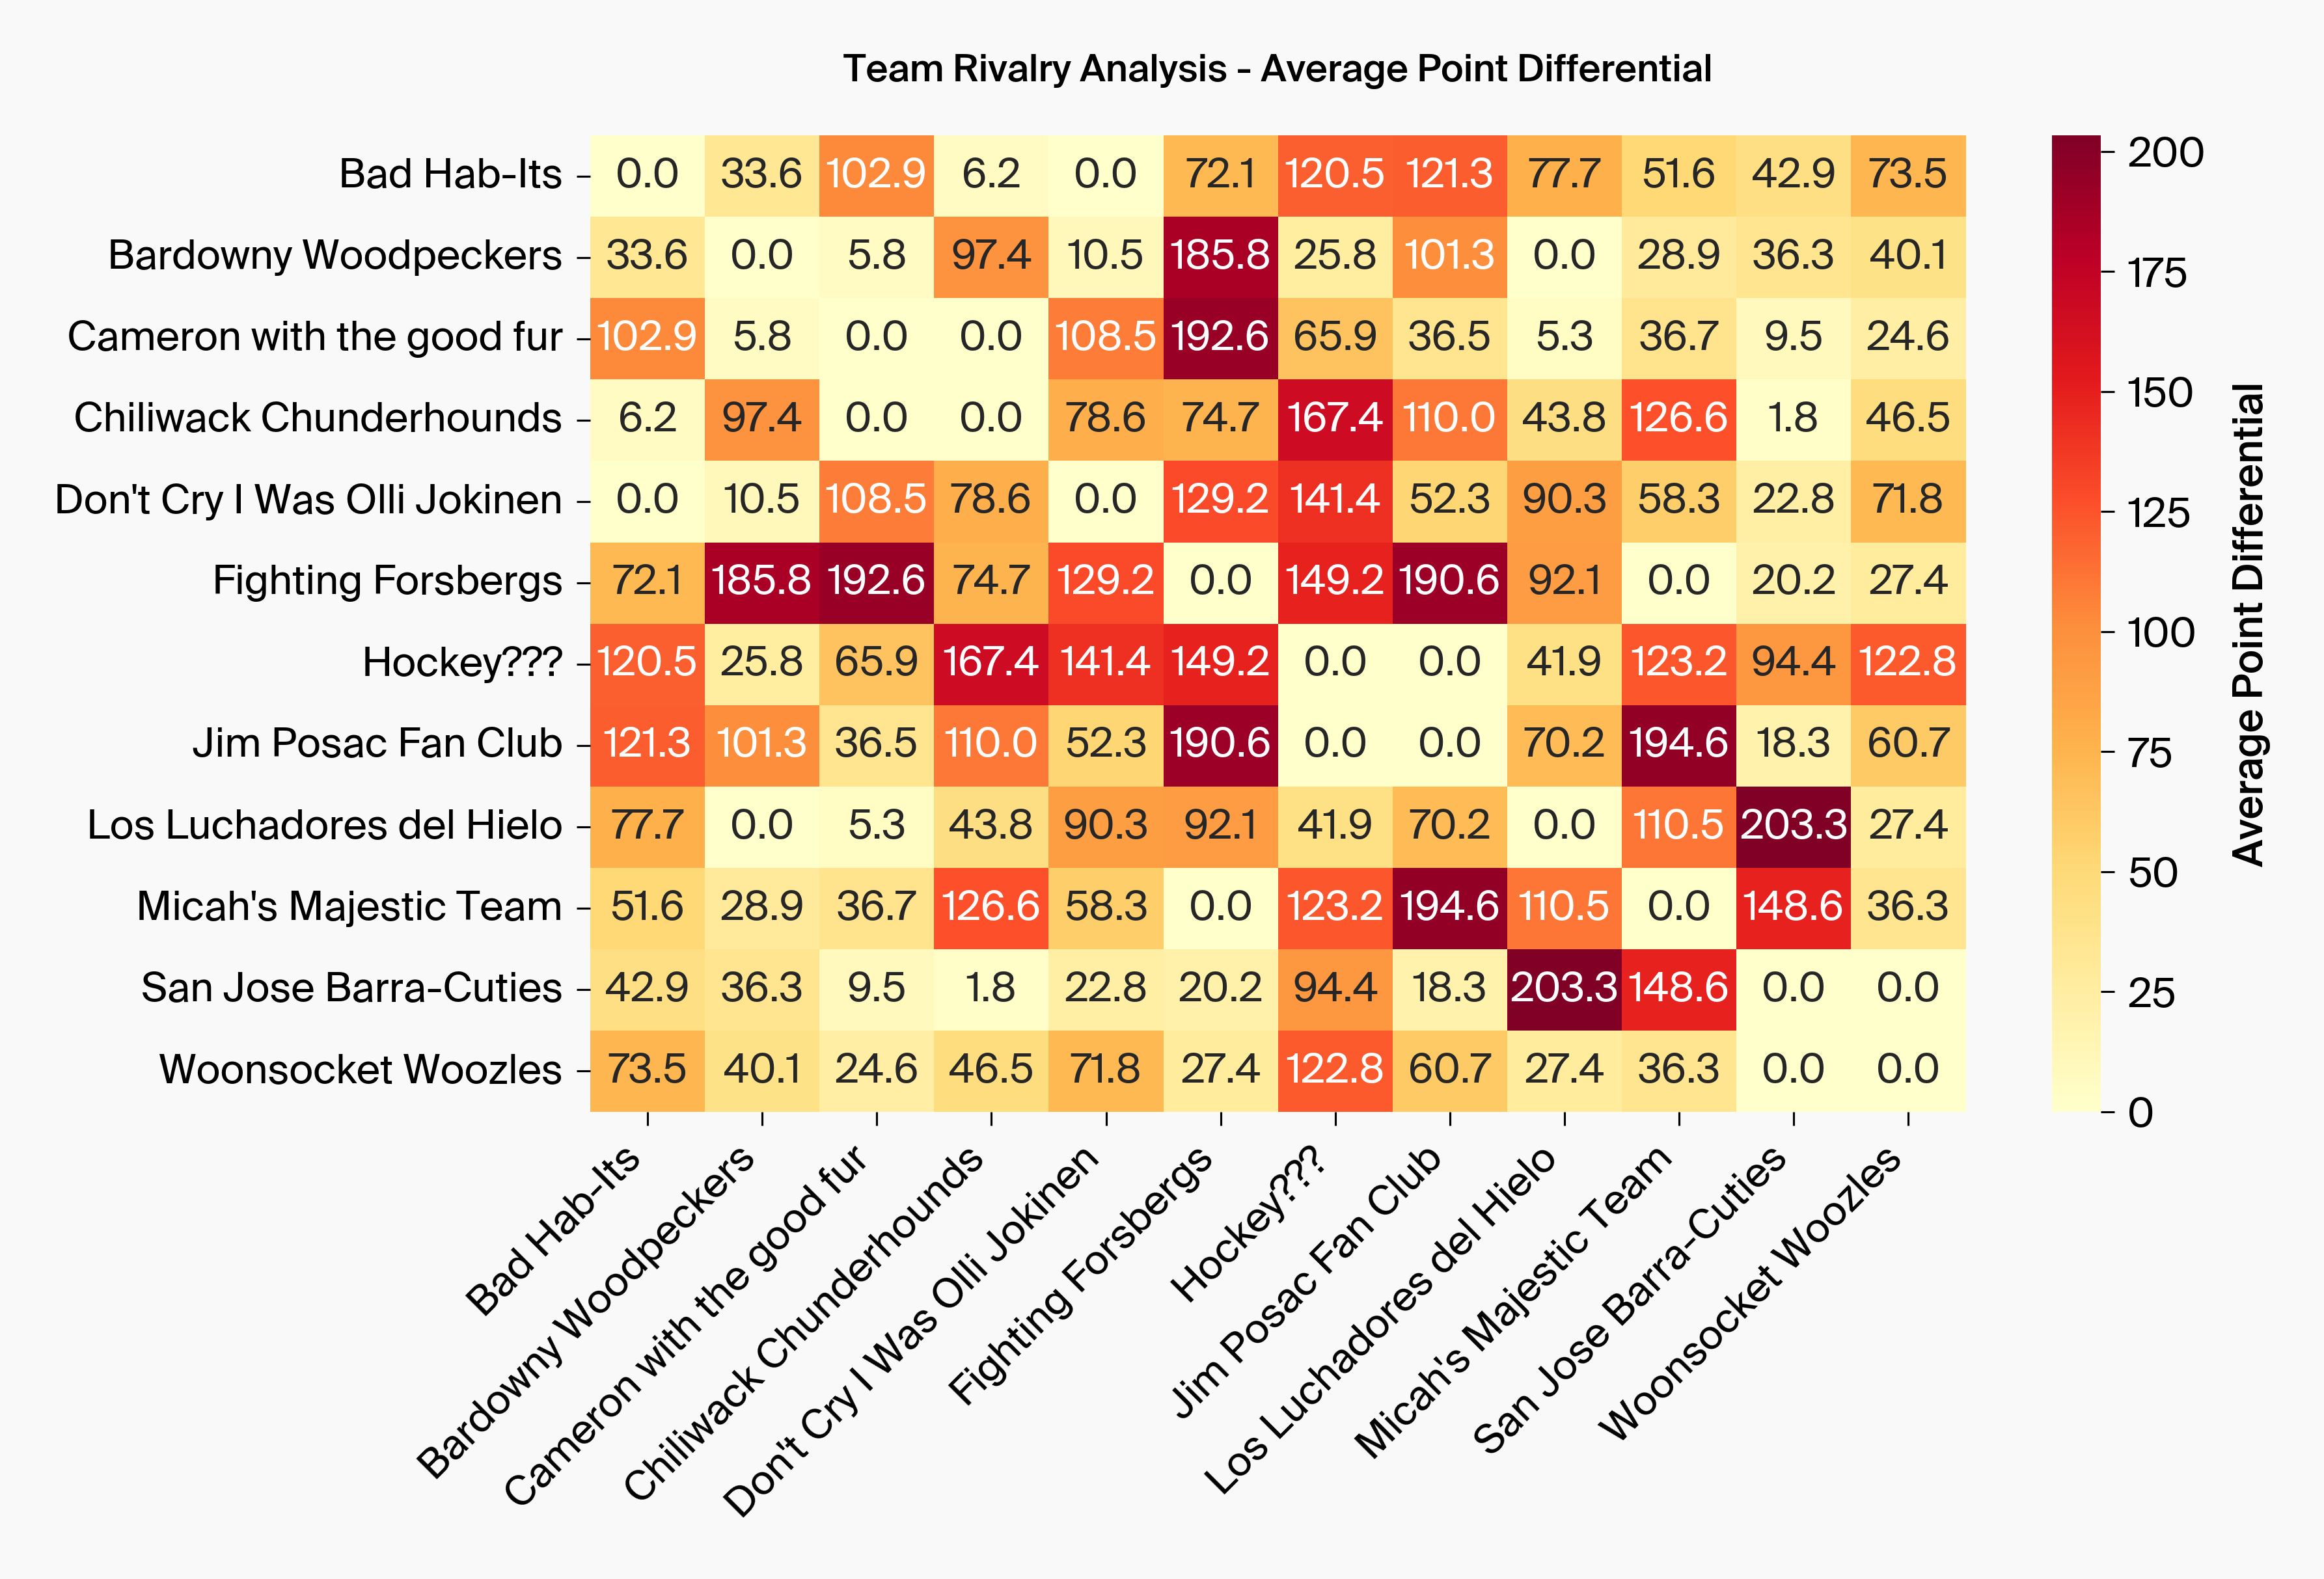 Team Rivalry Analysis - Average Point Differential
Bad Hab-Its 0.0 33.6 102.9 6.2 0.0 72.1 120.5 121.3 77.7 51.6 42.9 73.5
Bardowny Woodpeckers 33.6 0.0 5.8 97.4 10.5 185.8 25.8 101.3 0.0 28.9 36.3 40.1
Cameron with the good fur 102.9 5.8 0.0 0.0 108.5 192.6 65.9 36.5 5.3 36.7 9.5 24.6
Chiliwack Chunderhounds 6.2 97.4 0.0 0.0 78.6 74.7 167.4 110.0 43.8 126.6 1.8 46.5
Don't Cry I Was Olli Jokinen 0.0 10.5 108.5 78.6 0.0 129.2 141.4 52.3 90.3 58.3 22.8 71.8
Fighting Forsbergs 72.1 185.8 192.6 74.7 129.2 0.0 149.2 190.6 92.1 0.0 20.2 27.4
Hockey??? 120.5 25.8 65.9 167.4 141.4 149.2 0.0 0.0 41.9 123.2 94.4 122.8
Jim Posac Fan Club 121.3 101.3 36.5 110.0 52.3 190.6 0.0 0.0 70.2 194.6 18.3 60.7
Los Luchadores del Hielo 77.7 0.0 5.3 43.8 90.3 92.1 41.9 70.2 0.0 110.5 203.3 27.4
Micah's Majestic Team 51.6 28.9 36.7 126.6 58.3 0.0 123.2 194.6 110.5 0.0 148.6 36.3
San Jose Barra-Cuties 42.9 36.3 9.5 1.8 22.8 20.2 94.4 18.3 203.3 148.6 0.0 0.0
Woonsocket Woozles 73.5 40.1 24.6 46.5 71.8 27.4 122.8 60.7 27.4 36.3 0.0 0.0
Bad Hab-Its
Bardowny Woodpeckers
Cameron with the good fur
Chiliwack Chunderhounds
Don't Cry I Was Olli Jokinen
Fighting Forsbergs
Hockey???
Jim Posac Fan Club
Los Luchadores del Hielo
Micah's Majestic Team
San Jose Barra-Cuties
Woonsocket Woozles
200
175
150
125
100
75
50
25
0
Average Point Differential